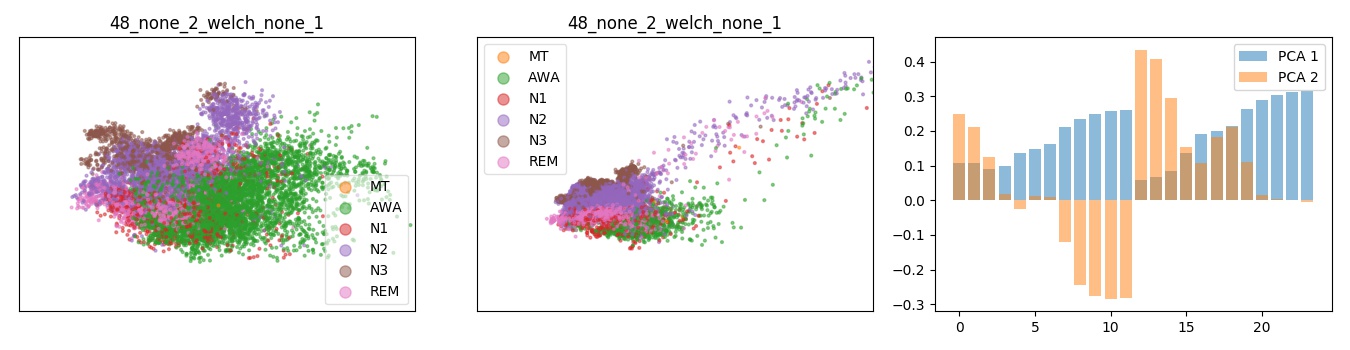 48_none_2_welch_none_1
MT
AWA
N1
N2
N3
REM
48_none_2_welch_none_1
MT
AWA
N1
N2
N3
REM
PCA 1
PCA 2
0.4
0.3
0.2
0.1
0.0
−0.1
−0.2
−0.3
0 5 10 15 20